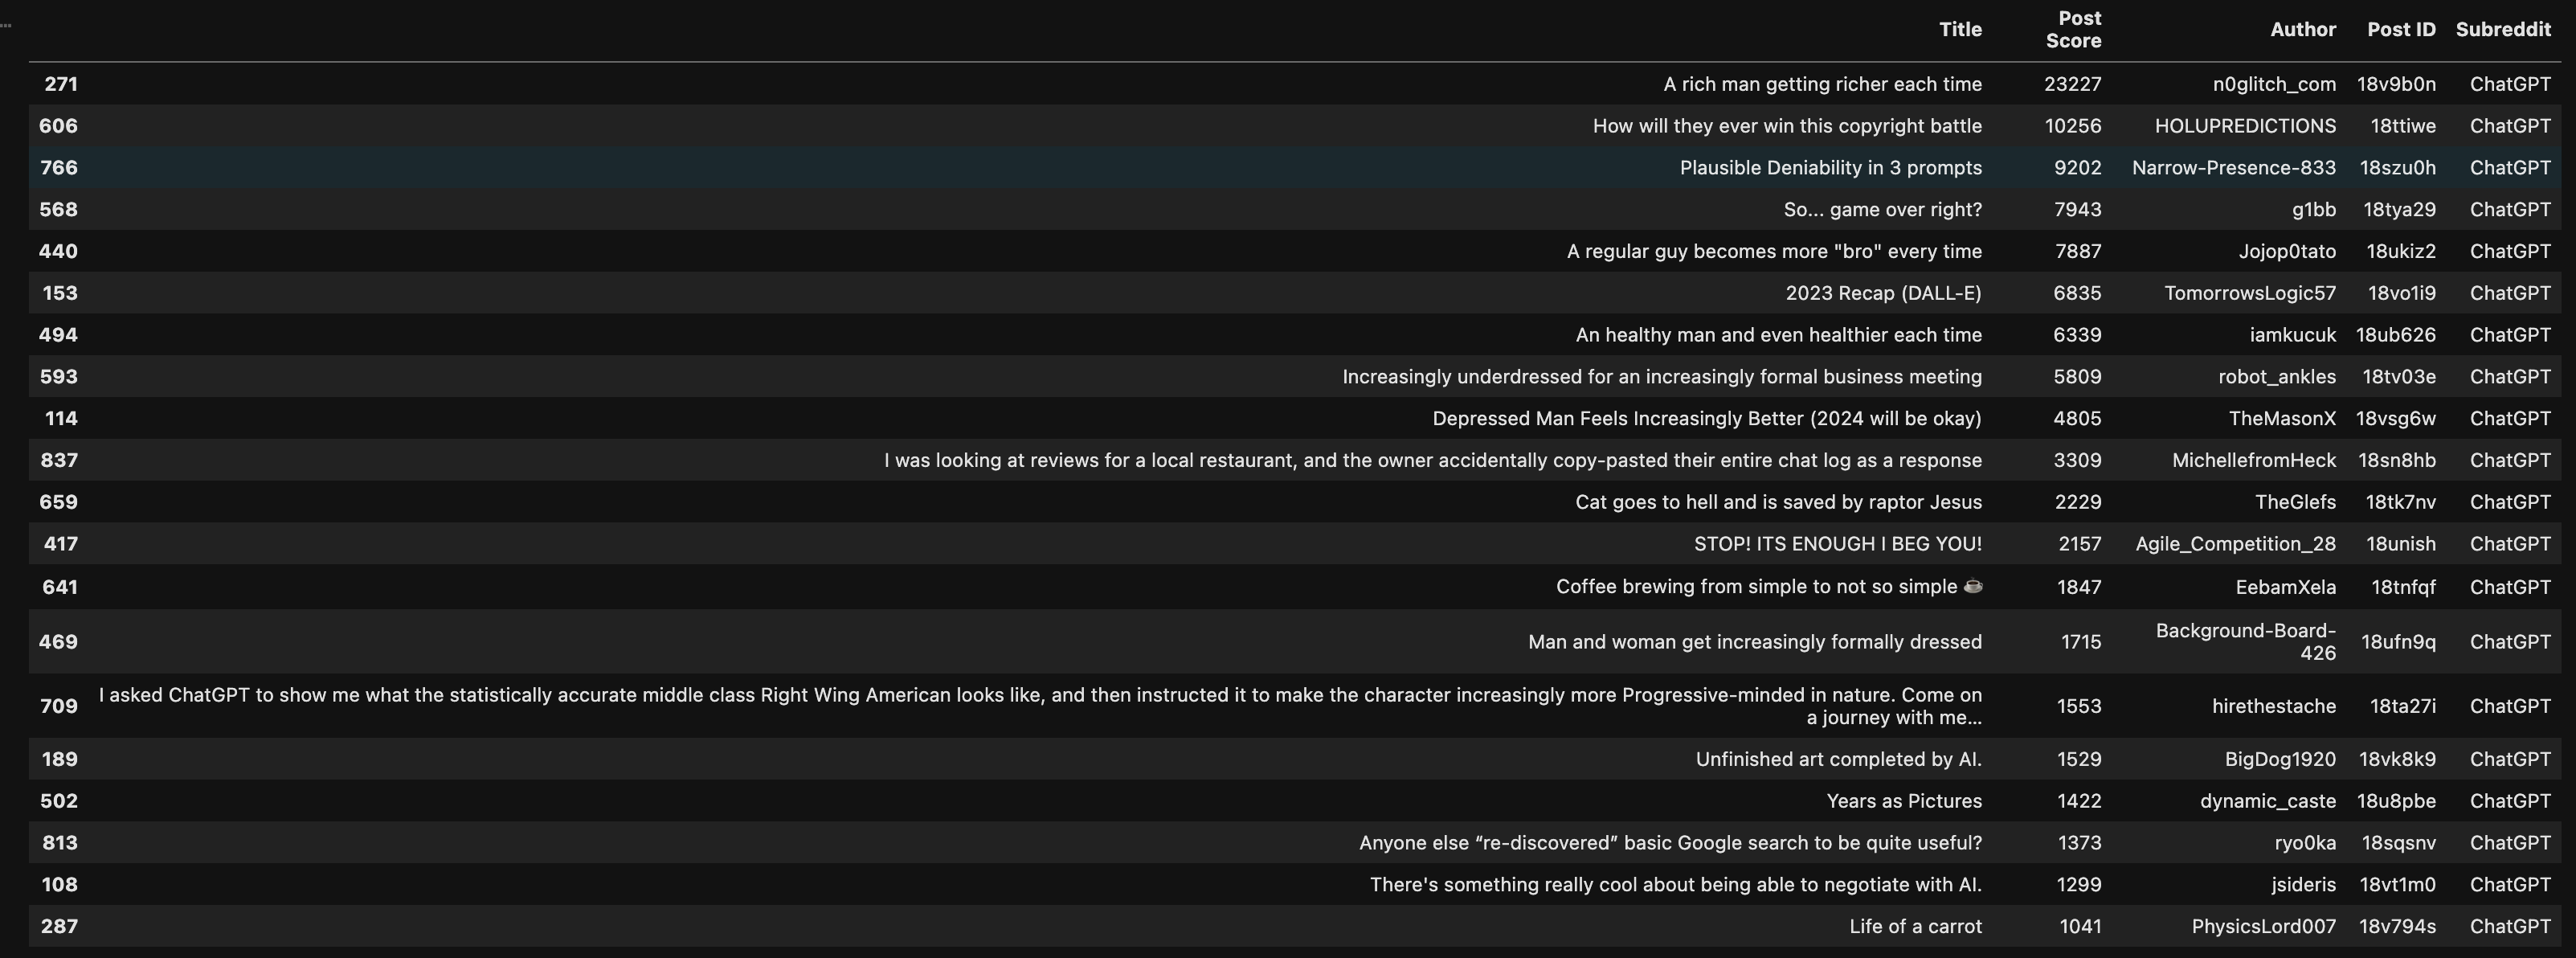 Title Post Score Author Post ID Subreddit
271 A rich man getting richer each time 23227 n0glitch_com 18v9b0n ChatGPT
606 How will they ever win this copyright battle 10256 HOLUPREDICTIONS 18ttiwe ChatGPT
766 Plausible Deniability in 3 prompts 9202 Narrow-Presence-833 18szu0h ChatGPT
568 So... game over right? 7943 g1bb 18tya29 ChatGPT
440 A regular guy becomes more "bro" every time 7887 Jojop0tato 18ukiz2 ChatGPT
153 2023 Recap (DALL-E) 6835 TomorrowsLogic57 18vo1i9 ChatGPT
494 An healthy man and even healthier each time 6339 iamkucuk 18ub626 ChatGPT
593 Increasingly underdressed for an increasingly formal business meeting 5809 robot_ankles 18tv03e ChatGPT
114 Depressed Man Feels Increasingly Better (2024 will be okay) 4805 TheMasonX 18vsg6w ChatGPT
837 I was looking at reviews for a local restaurant, and the owner accidentally copy-pasted their entire chat log as a response 3309 MichellefromHeck 18sn8hb ChatGPT
659 Cat goes to hell and is saved by raptor Jesus 2229 TheGlefs 18tk7nv ChatGPT
417 STOP! ITS ENOUGH I BEG YOU! 2157 Agile_Competition_28 18unish ChatGPT
641 Coffee brewing from simple to not so simple ☕ 1847 EebamXela 18tnfqf ChatGPT
469 Man and woman get increasingly formally dressed 1715 Background-Board-426 18ufn9q ChatGPT
709 I asked ChatGPT to show me what the statistically accurate middle class Right Wing American looks like, and then instructed it to make the character increasingly more Progressive-minded in nature. Come on
a journey with me... 1553 hirethestache 18ta27i ChatGPT
189 Unfinished art completed by AI. 1529 BigDog1920 18vk8k9 ChatGPT
502 Years as Pictures 1422 dynamic_caste 18u8pbe ChatGPT
813 Anyone else “re-discovered” basic Google search to be quite useful? 1373 ryo0ka 18sqsnv ChatGPT
108 There's something really cool about being able to negotiate with AI. 1299 jsideris 18vt1m0 ChatGPT
287 Life of a carrot 1041 PhysicsLord007 18v794s ChatGPT